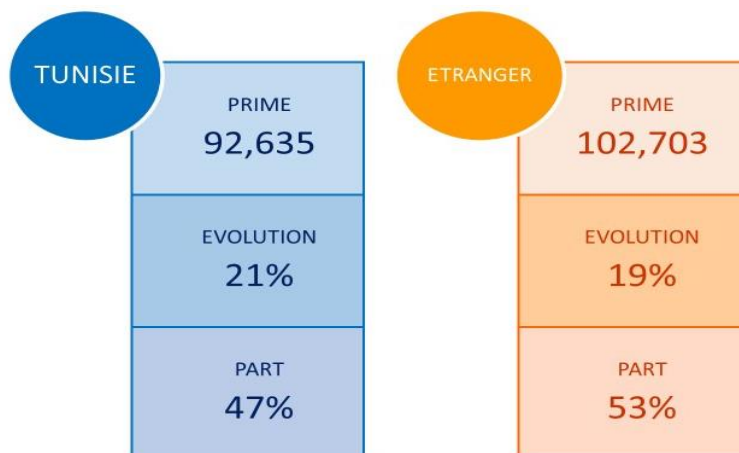 TUNISIE
PRIME
92,635
EVOLUTION
21%
PART
47%
ETRANGER
PRIME
102,703
EVOLUTION
19%
PART
53%